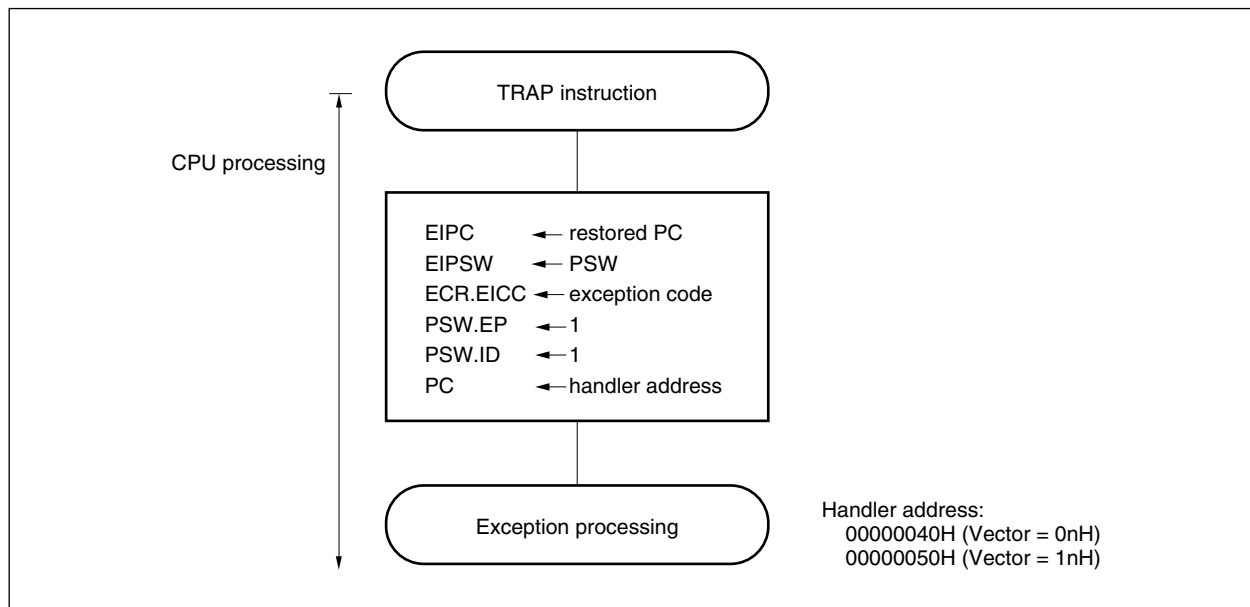 TRAP instruction
CPU processing
EIPC ← restored PC
EIPSW ← PSW
ECR.EICC ← exception code
PSW.EP ← 1
PSW.ID ← 1
PC ← handler address
Exception processing
Handler address:
00000040H (Vector = 0nH)
00000050H (Vector = 1nH)